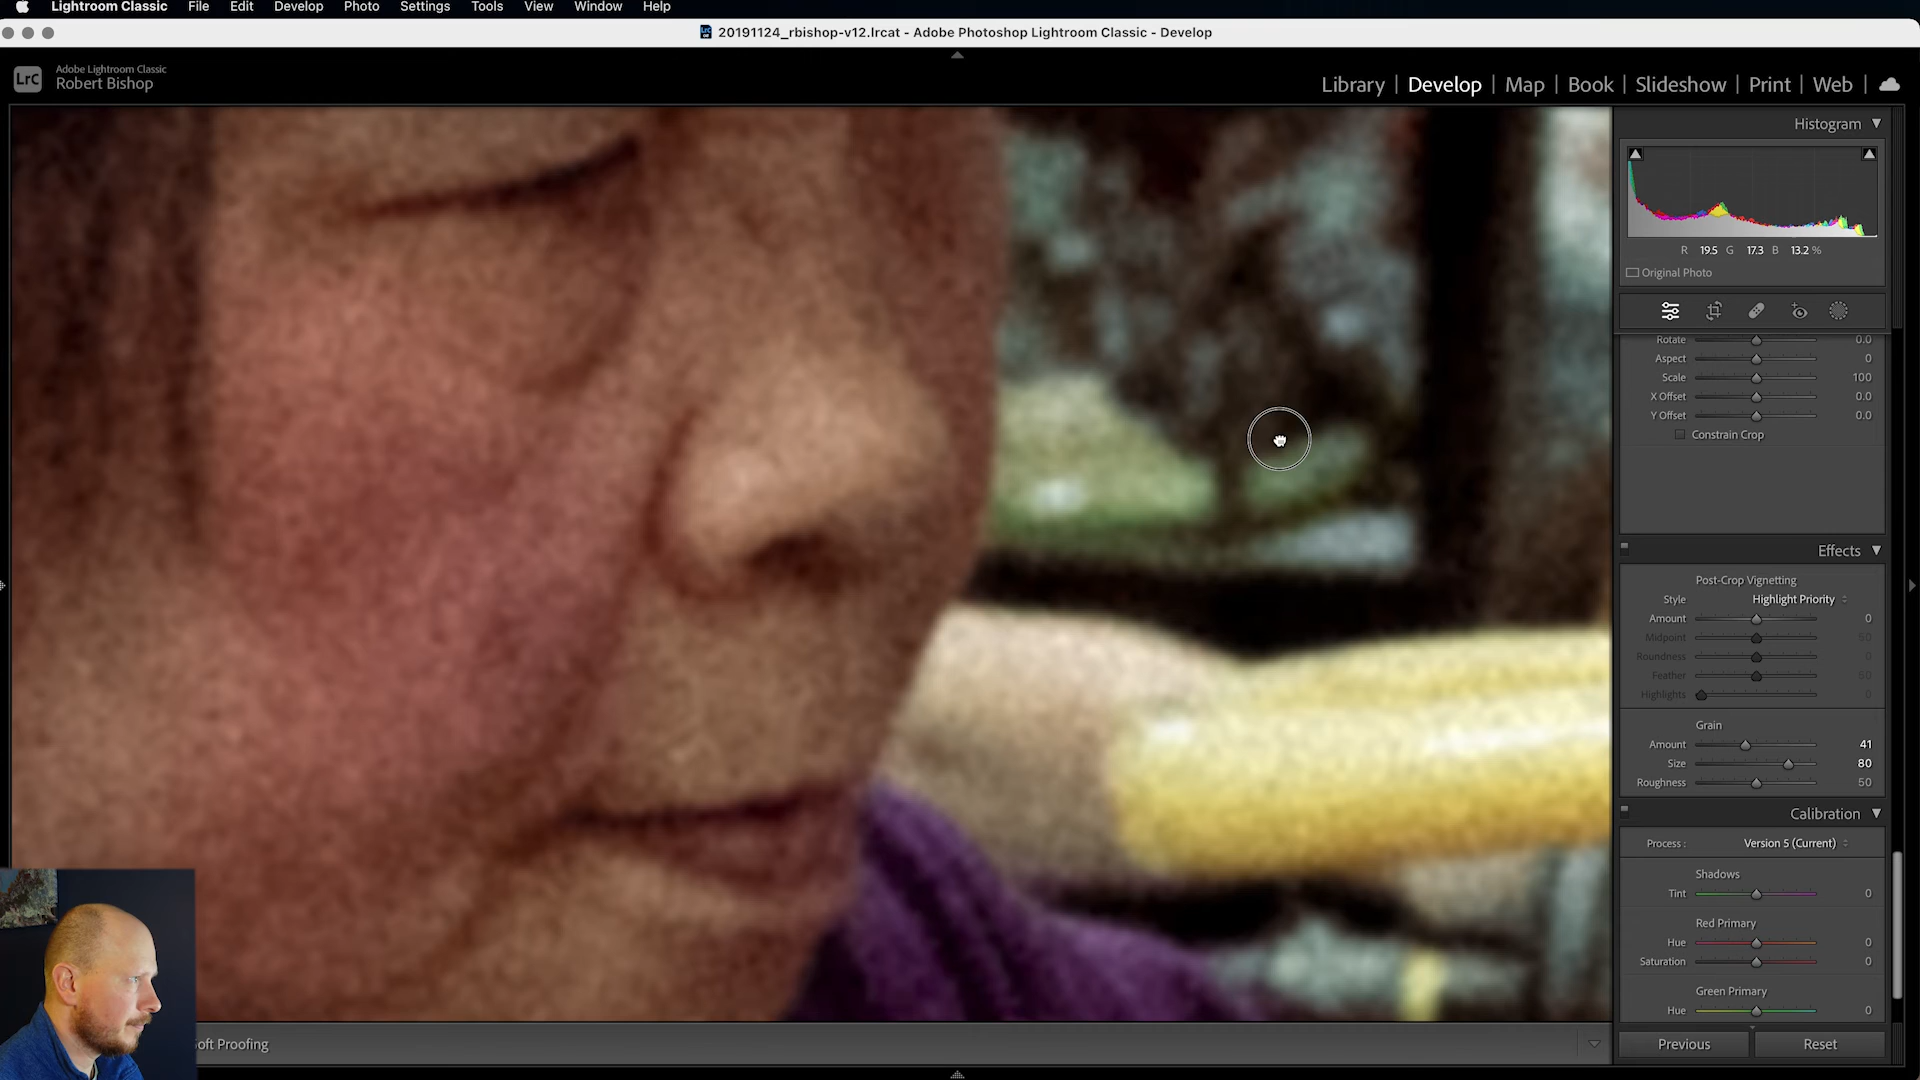 Lightroom Classic File Edit Develop Photo Settings Tools View Window Help
20191124_rbishop-v12.lrcat - Adobe Photoshop Lightroom Classic - Develop
LrC
Adobe Lightroom Classic
Robert Bishop
Library | Develop | Map | Book | Slideshow | Print | Web |
Histogram
R 19.5 G 17.3 B 13.2 %
Original Photo
Rotate 0.0
Aspect 0
Scale 100
X Offset 0.0
Y Offset 0.0
Constrain Crop
Effects
Post-Crop Vignetting
Style Highlight Priority
Amount 0
Midpoint 50
Roundness 0
Feather 50
Highlights 0
Grain
Amount 41
Size 80
Roughness 50
Calibration
Process : Version 5 (Current)
Shadows
Tint 0
Red Primary
Hue 0
Saturation 0
Green Primary
Hue 0
oft Proofing
Previous Reset